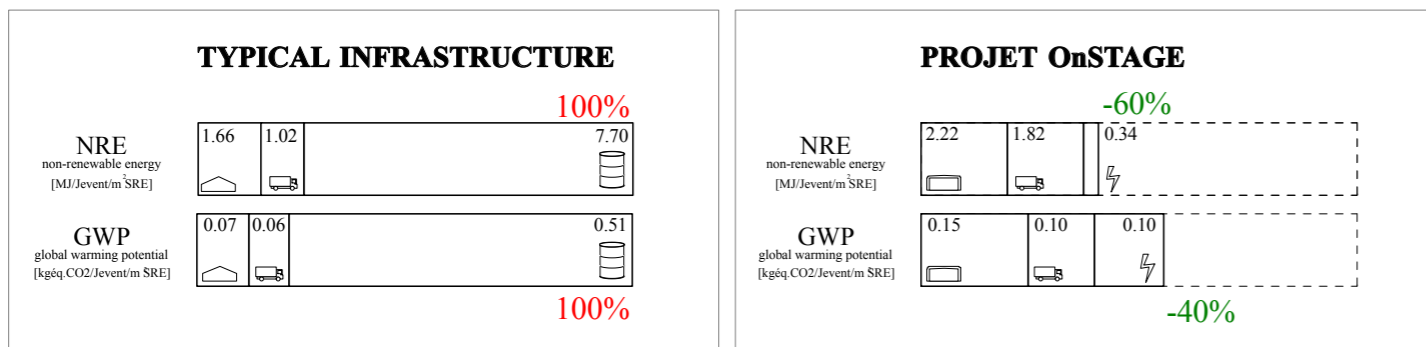 TYPICAL INFRASTRUCTURE
100%
NRE
non-renewable energy
[MJ/Jevent/m²SRE]
1.66 1.02 7.70
GWP
global warming potential
[kgéq.CO2/Jevent/m SRE]
0.07 0.06 0.51
100%
PROJET OnSTAGE
-60%
NRE
non-renewable energy
[MJ/Jevent/m²SRE]
2.22 1.82 0.34
GWP
global warming potential
[kgéq.CO2/Jevent/m SRE]
0.15 0.10 0.10
-40%